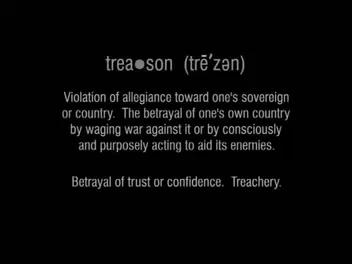 trea●son (trē′zən)
Violation of allegiance toward one's sovereign
or country. The betrayal of one's own country
by waging war against it or by consciously
and purposely acting to aid its enemies.
Betrayal of trust or confidence. Treachery.